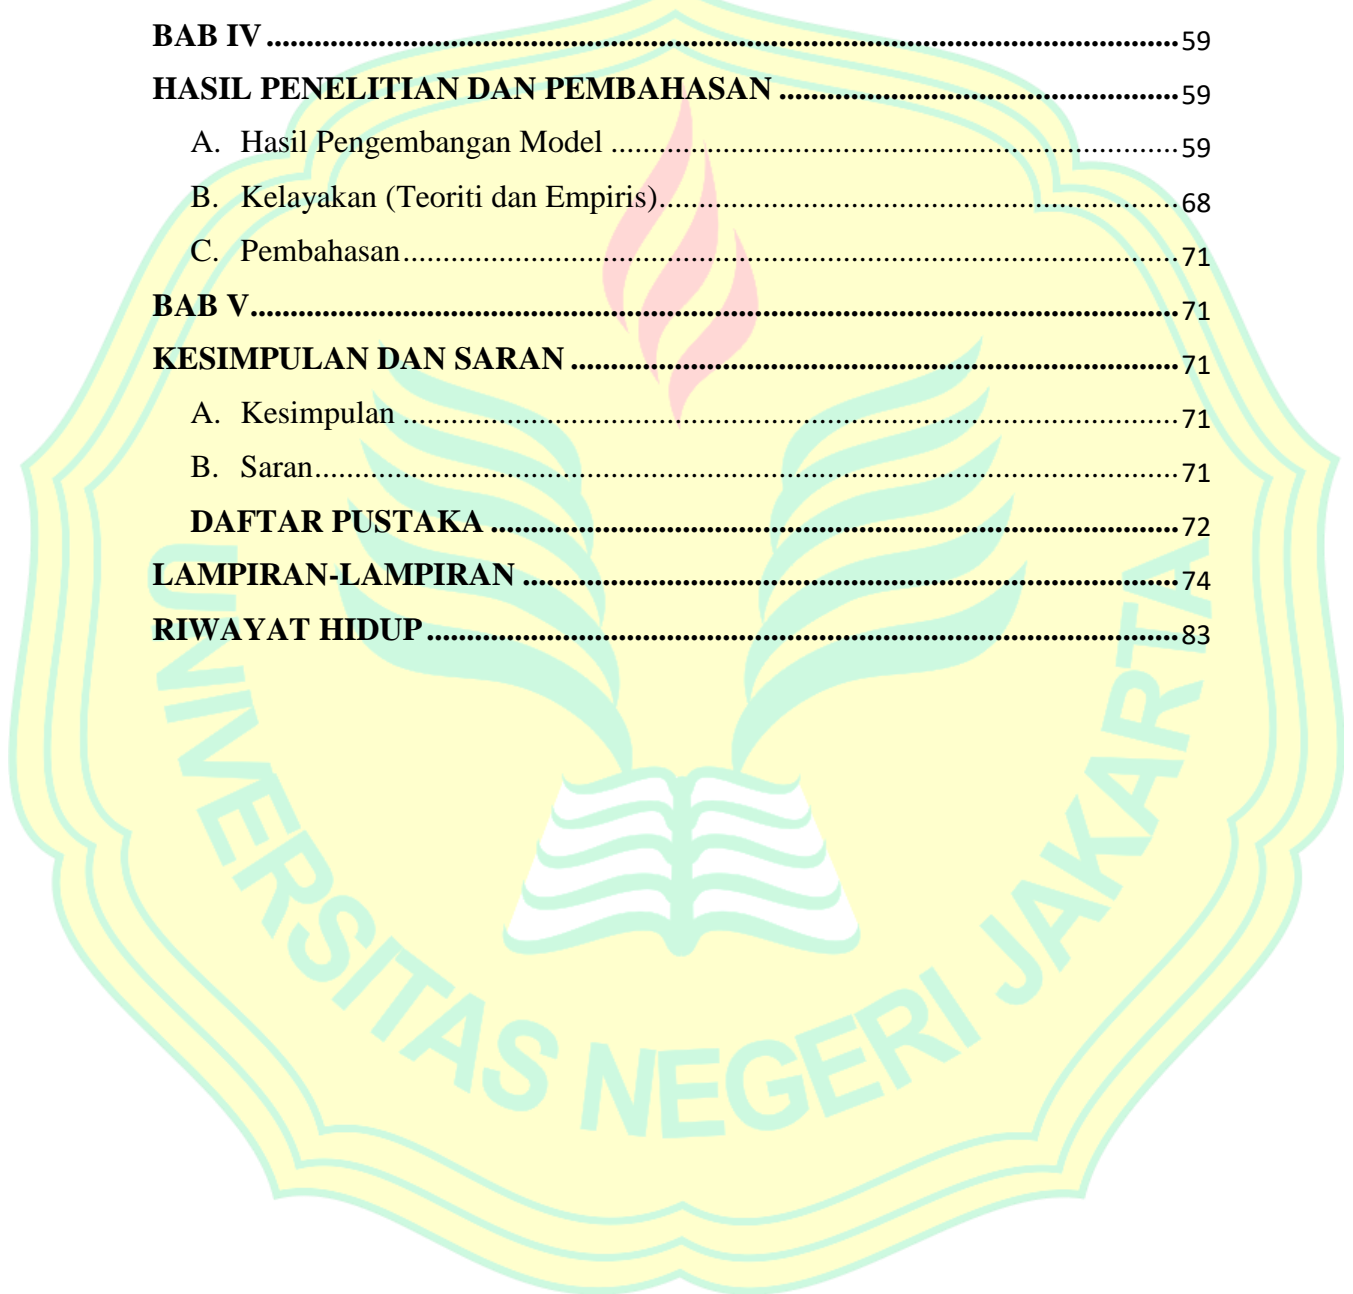 BAB IV ........................................................................................................ 59
HASIL PENELITIAN DAN PEMBAHASAN .................................................. 59
A. Hasil Pengembangan Model ....................................................................... 59
B. Kelayakan (Teoriti dan Empiris)................................................................. 68
C. Pembahasan................................................................................................. 71
BAB V........................................................................................................... 71
KESIMPULAN DAN SARAN ............................................................................ 71
A. Kesimpulan ................................................................................................. 71
B. Saran............................................................................................................ 71
DAFTAR PUSTAKA ......................................................................................... 72
LAMPIRAN-LAMPIRAN .................................................................................. 74
RIWAYAT HIDUP .............................................................................................. 83
UNIVERSITAS NEGERI JAKARTA